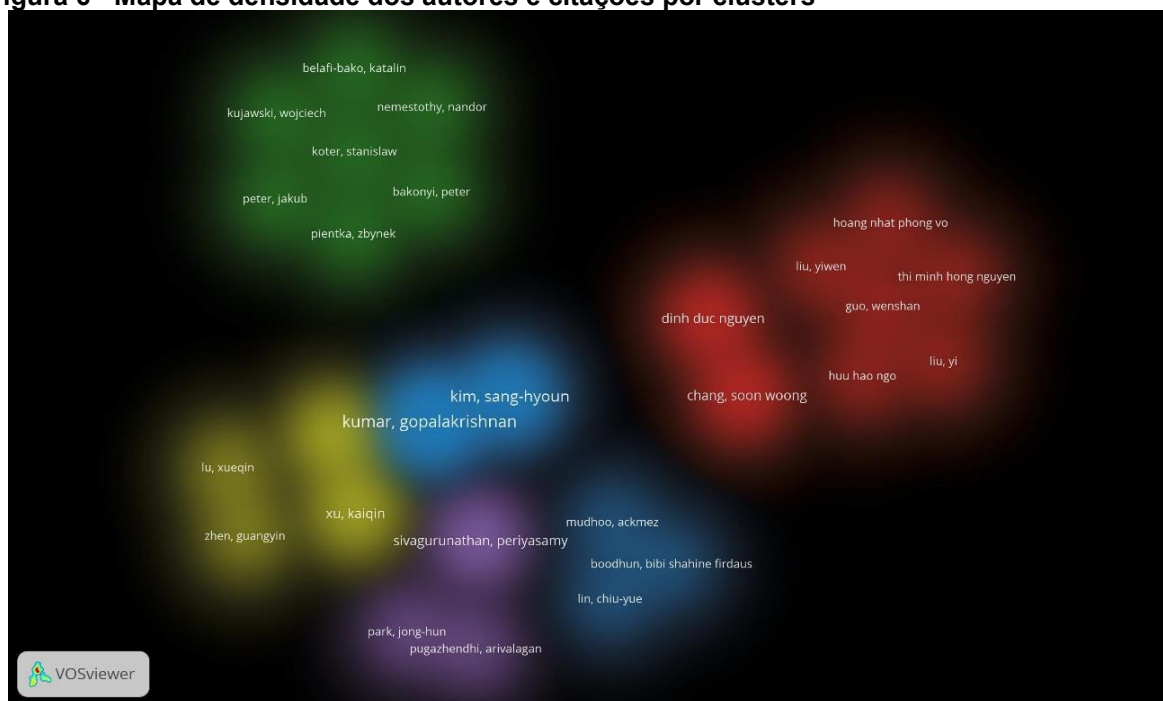 Mapa de densidade dos autores e citações por clusters
belafi-bako, katalin
kujawski, wojciech
nemestothy, nandor
koter, stanislaw
peter, jakub
bakonyi, peter
pientka, zbynek
hoang nhat phong vo
liu, yiwen
thi minh hong nguyen
guo, wenshan
dinh duc nguyen
liu, yi
huu hao ngo
chang, soon woong
kim, sang-hyoun
kumar, gopalakrishnan
lu, xueqin
xu, kaiqin
zhen, guangyin
sivagurunathan, periyasamy
mudhoo, ackmez
boodhun, bibi shahine firdaus
lin, chiu-yue
park, jong-hun
pugazhendhi, arivalagan
VOSviewer